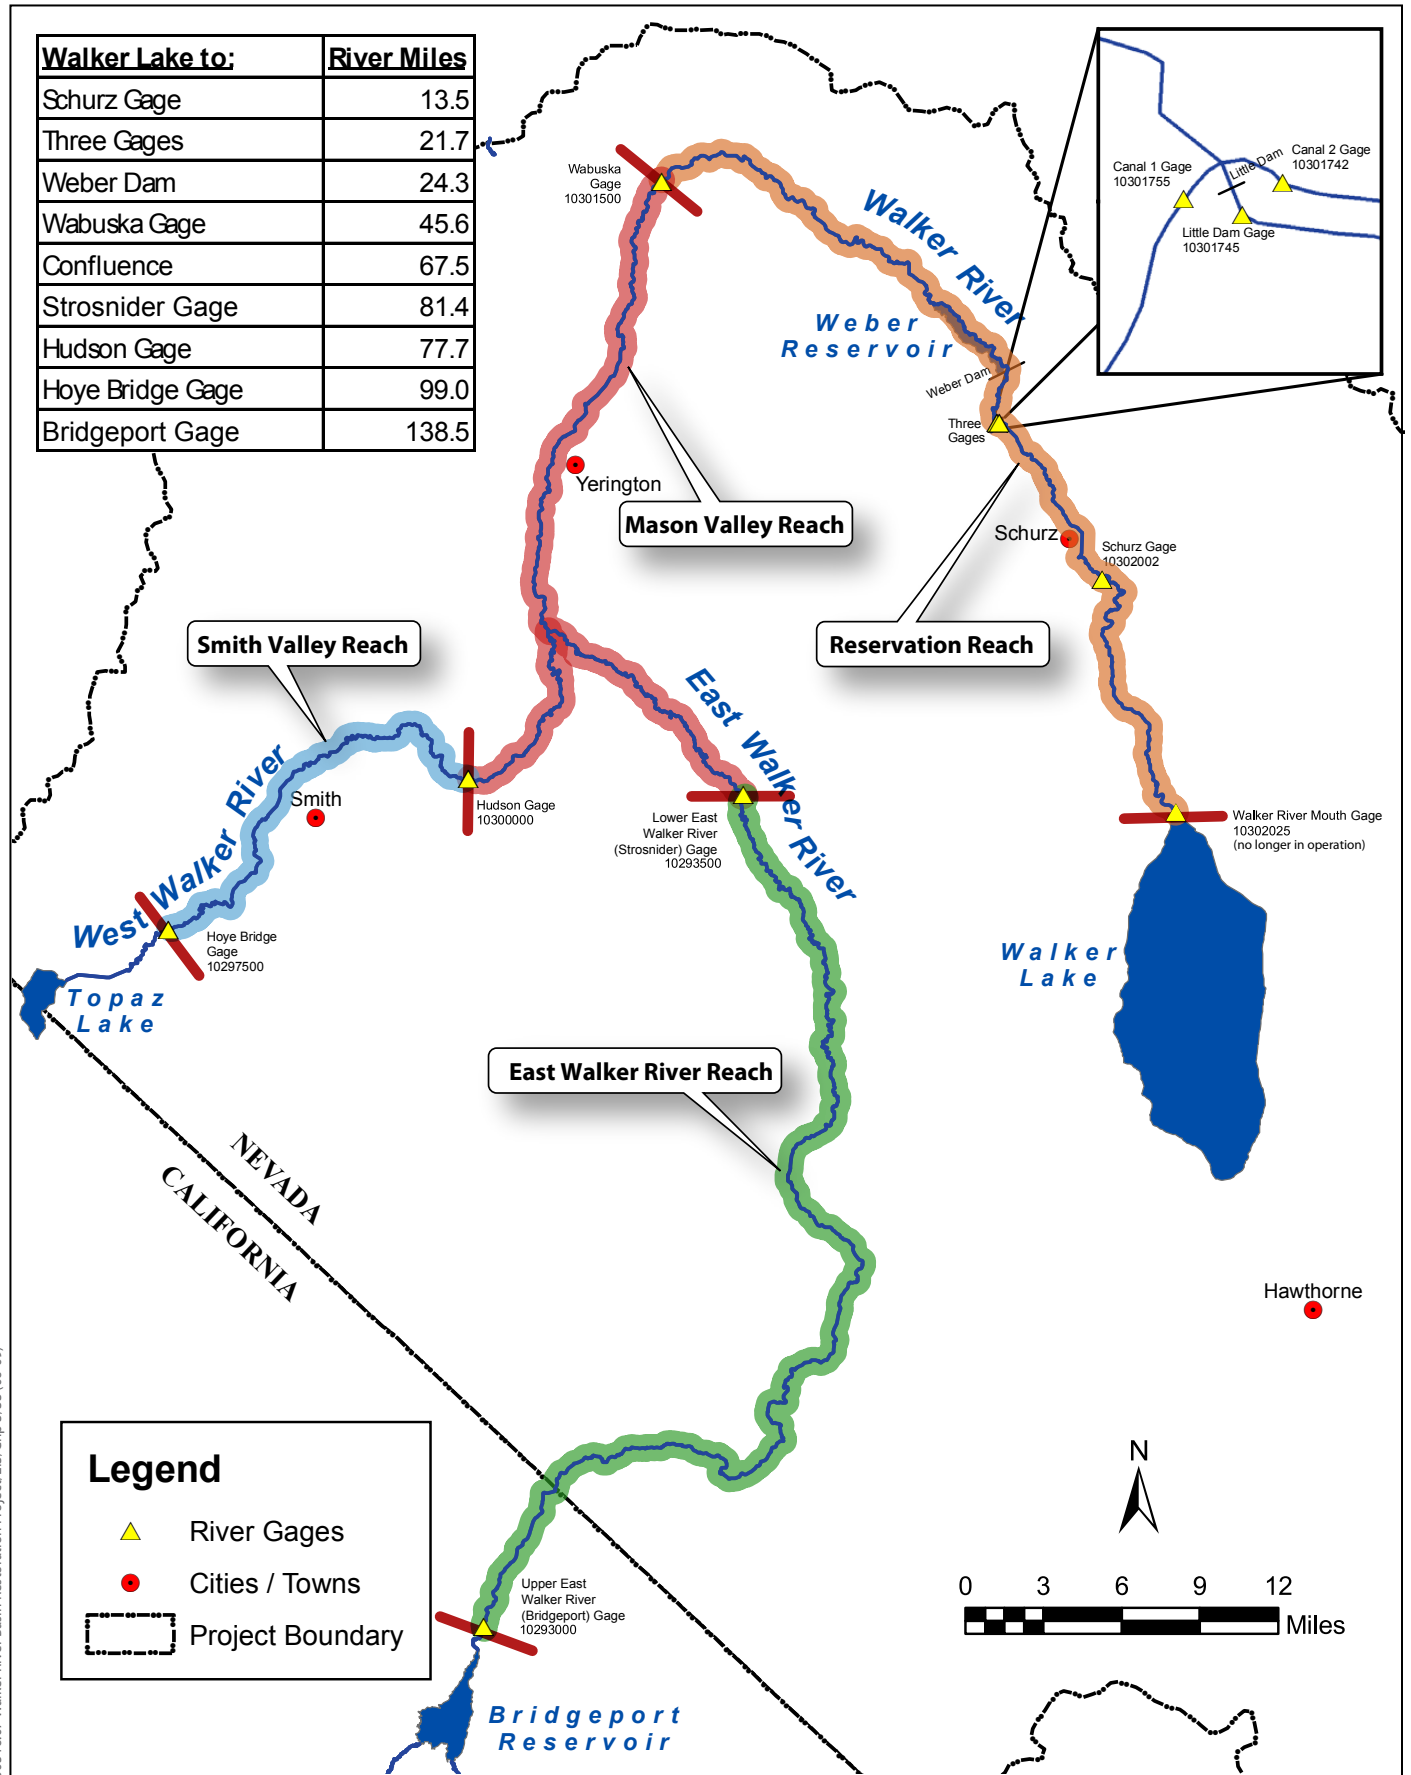 Walker Lake to: River Miles
Schurz Gage 13.5
Three Gages 21.7
Weber Dam 24.3
Wabuska Gage 45.6
Confluence 67.5
Strosnider Gage 81.4
Hudson Gage 77.7
Hoye Bridge Gage 99.0
Bridgeport Gage 138.5
Canal 1 Gage
10301755
Little Dam
Canal 2 Gage
10301742
Little Dam Gage
10301745
Wabuska
Gage
10301500
Walker River
Weber
Reservoir
Weber Dam
Three
Gages
Yerington
Mason Valley Reach
Schurz
Schurz Gage
10302002
Smith Valley Reach
Reservation Reach
East Walker River
West Walker River
Smith
Hudson Gage
10300000
Lower East
Walker River
(Strosnider) Gage
10293500
Walker River Mouth Gage
10302025
(no longer in operation)
Hoye Bridge
Gage
10297500
Topaz
Lake
Walker
Lake
East Walker River Reach
NEVADA
CALIFORNIA
Hawthorne
Legend
River Gages
Cities / Towns
Project Boundary
Upper East
Walker River
(Bridgeport) Gage
10293000
Bridgeport
Reservoir
N
0 3 6 9 12
Miles